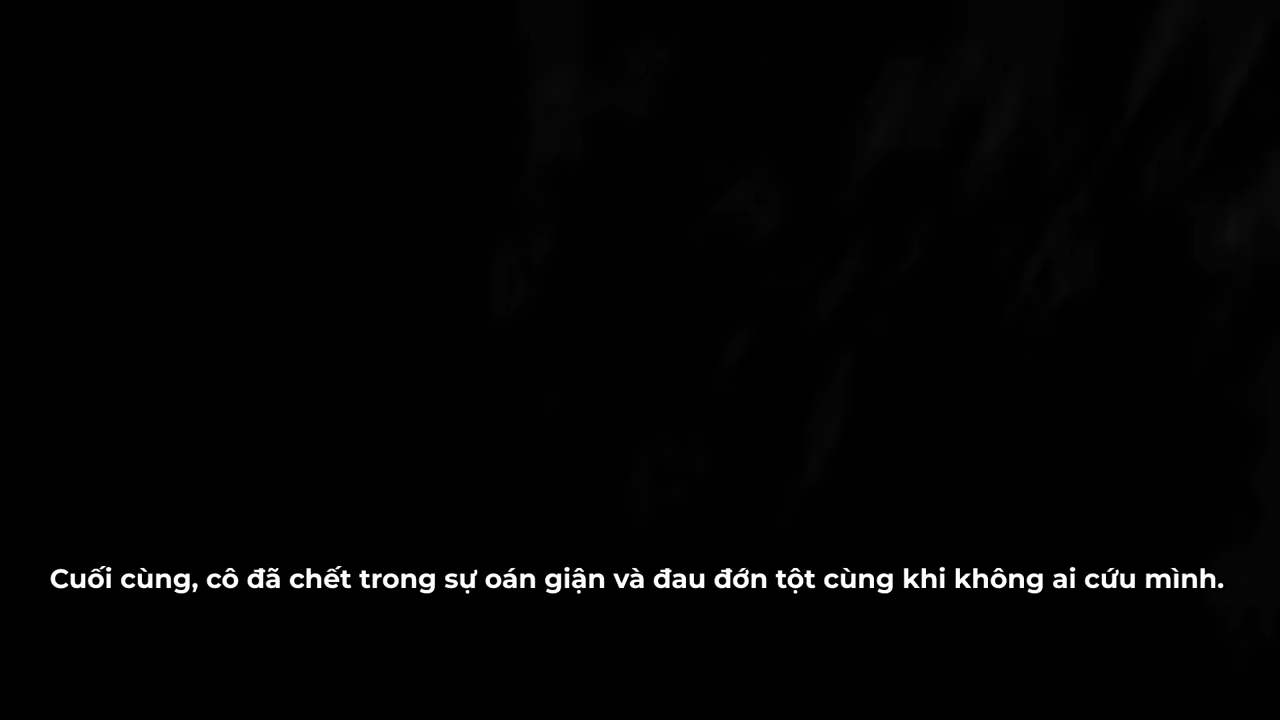 Cuối cùng, cô đã chết trong sự oán giận và đau đớn tột cùng khi không ai cứu mình.